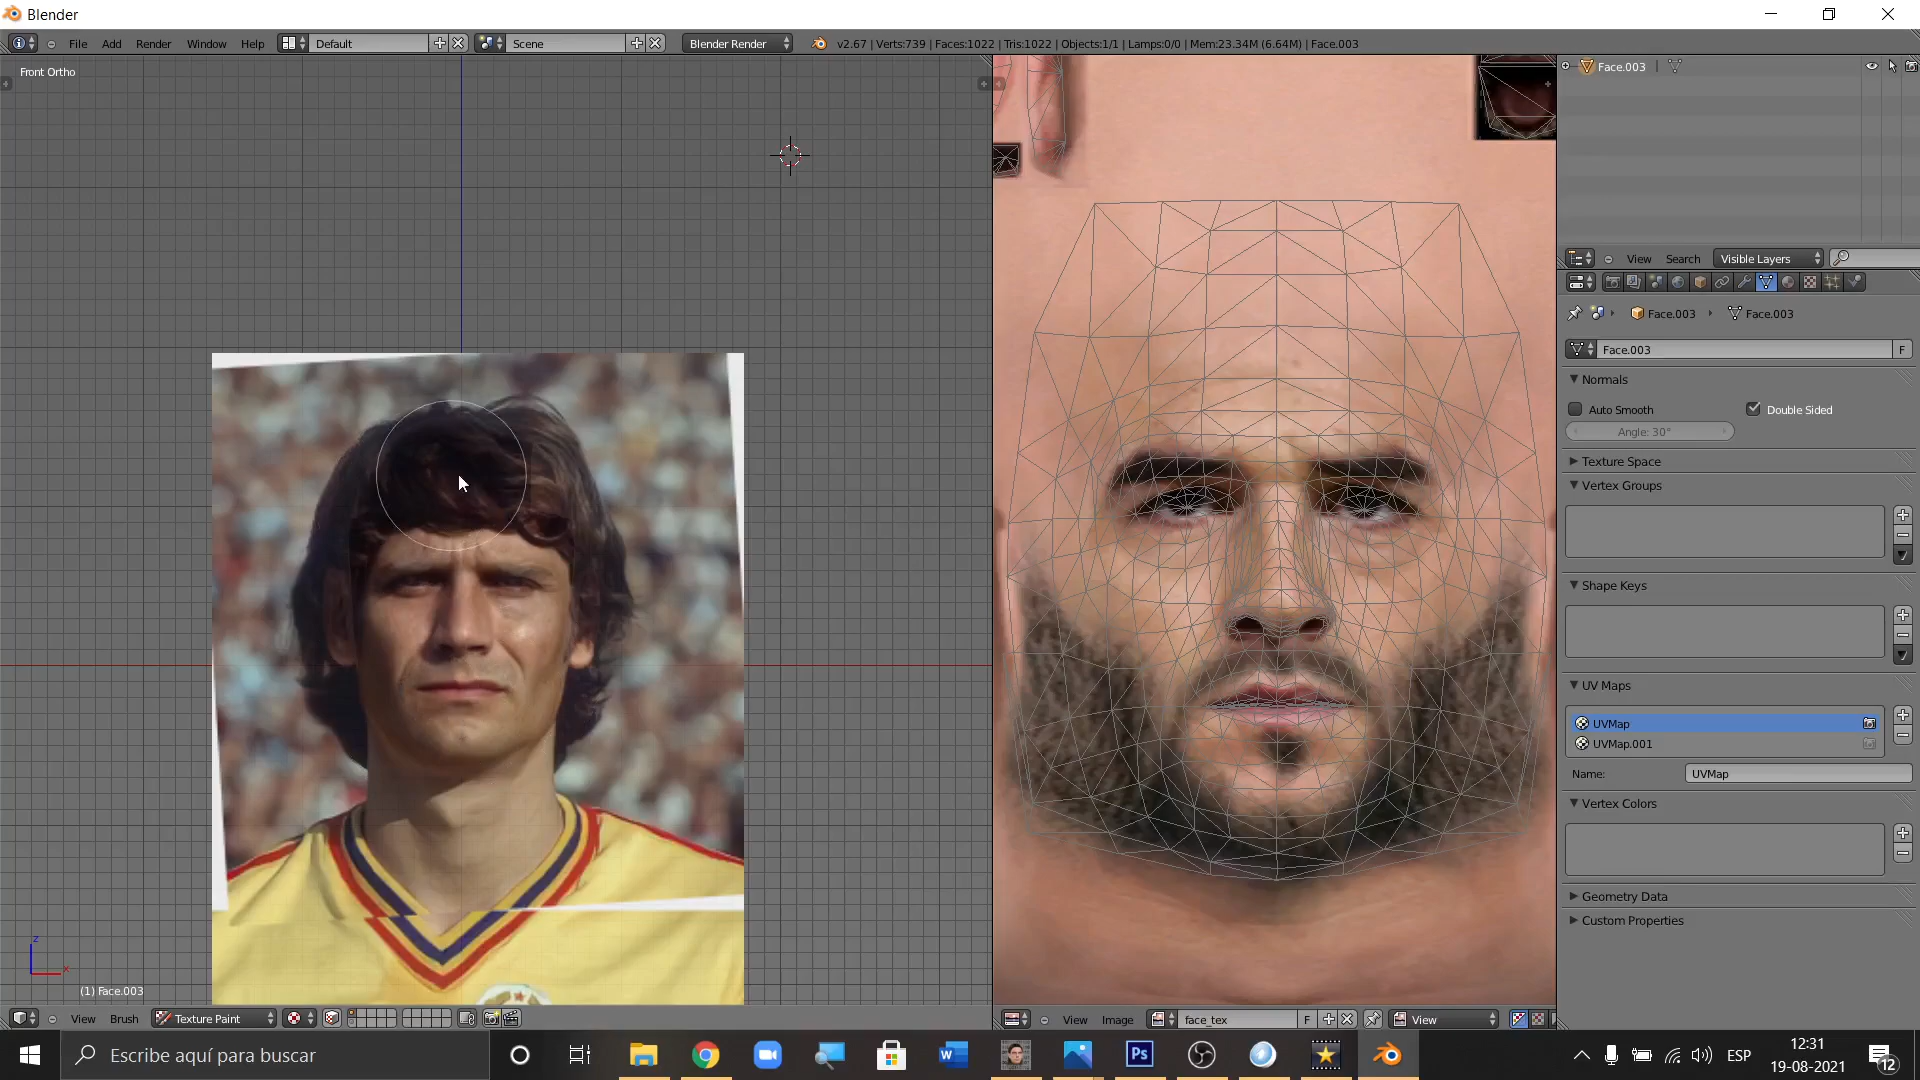 Blender
File Add Render Window Help Default Scene Blender Render v2.67 | Verts:739 | Faces:1022 | Tris:1022 | Objects:1/1 | Lamps:0/0 | Mem:23.34M (6.64M) | Face.003
Front Ortho
Face.003
View Search Visible Layers
Face.003 Face.003
Face.003 F
Normals
Auto Smooth Double Sided
Angle: 30°
Texture Space
Vertex Groups
Shape Keys
UV Maps
UVMap
UVMap.001
Name: UVMap
Vertex Colors
Geometry Data
Custom Properties
z
x
(1) Face.003
View Brush Texture Paint
View Image face_tex F View
Escribe aquí para buscar
W
Ps
ESP
12:31
19-08-2021
12